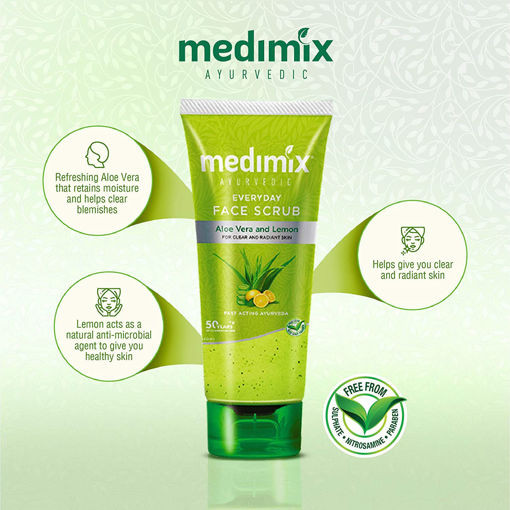 medimix
AYURVEDIC
Refreshing Aloe Vera
that retains moisture
and helps clear
blemishes
Lemon acts as a
natural anti-microbial
agent to give you
healthy skin
medimix
AYURVEDIC
EVERYDAY
FACE SCRUB
Aloe Vera and Lemon
FOR CLEAR AND RADIANT SKIN
FAST ACTING AYURVEDA
50 YEARS
Helps give you clear
and radiant skin
FREE FROM
SULPHATE • NITROSAMINE • PARABEN